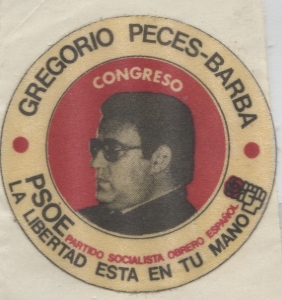 GREGORIO PECES-BARBA
CONGRESO
PSOE
PARTIDO SOCIALISTA OBRERO ESPAÑOL
LA LIBERTAD ESTA EN TU MANO